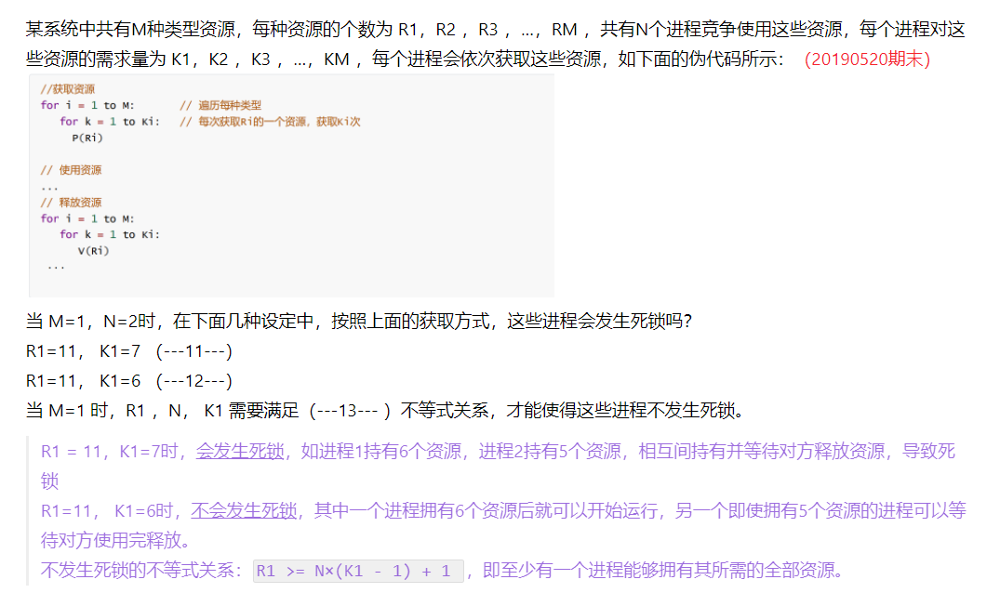 某系统中共有M种类型资源，每种资源的个数为 R1，R2 ，R3 ，...，RM ，共有N个进程竞争使用这些资源，每个进程对这
些资源的需求量为 K1，K2 ，K3 ，...，KM ，每个进程会依次获取这些资源，如下面的伪代码所示： （20190520期末）
//获取资源
for i = 1 to M:       // 遍历每种类型
   for k = 1 to Ki:   // 每次获取Ri的一个资源，获取Ki次
     P(Ri)
// 使用资源
...
// 释放资源
for i = 1 to M:
   for k = 1 to Ki:
      V(Ri)
 ...
当 M=1，N=2时，在下面几种设定中，按照上面的获取方式，这些进程会发生死锁吗？
R1=11， K1=7 （---11---)
R1=11， K1=6 （---12---)
当 M=1 时，R1 ，N， K1 需要满足（---13--- ）不等式关系，才能使得这些进程不发生死锁。
R1 = 11，K1=7时，会发生死锁，如进程1持有6个资源，进程2持有5个资源，相互间持有并等待对方释放资源，导致死
锁
R1=11， K1=6时，不会发生死锁，其中一个进程拥有6个资源后就可以开始运行，另一个即使拥有5个资源的进程可以等
待对方使用完释放。
不发生死锁的不等式关系：R1 >= N×(K1 - 1) + 1 ，即至少有一个进程能够拥有其所需的全部资源。